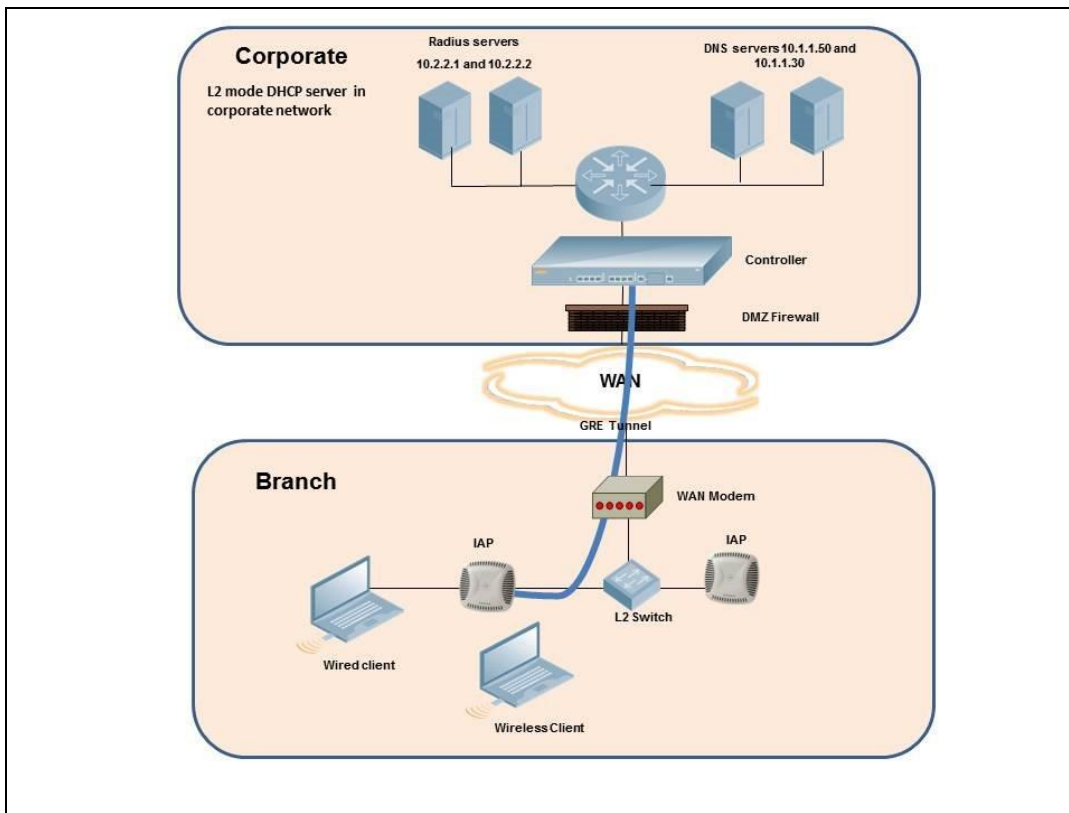 Corporate
L2 mode DHCP server in
corporate network
Radius servers
10.2.2.1 and 10.2.2.2
DNS servers 10.1.1.50 and
10.1.1.30
Controller
DMZ Firewall
WAN
GRE Tunnel
Branch
WAN Modem
IAP
IAP
L2 Switch
Wired client
Wireless Client